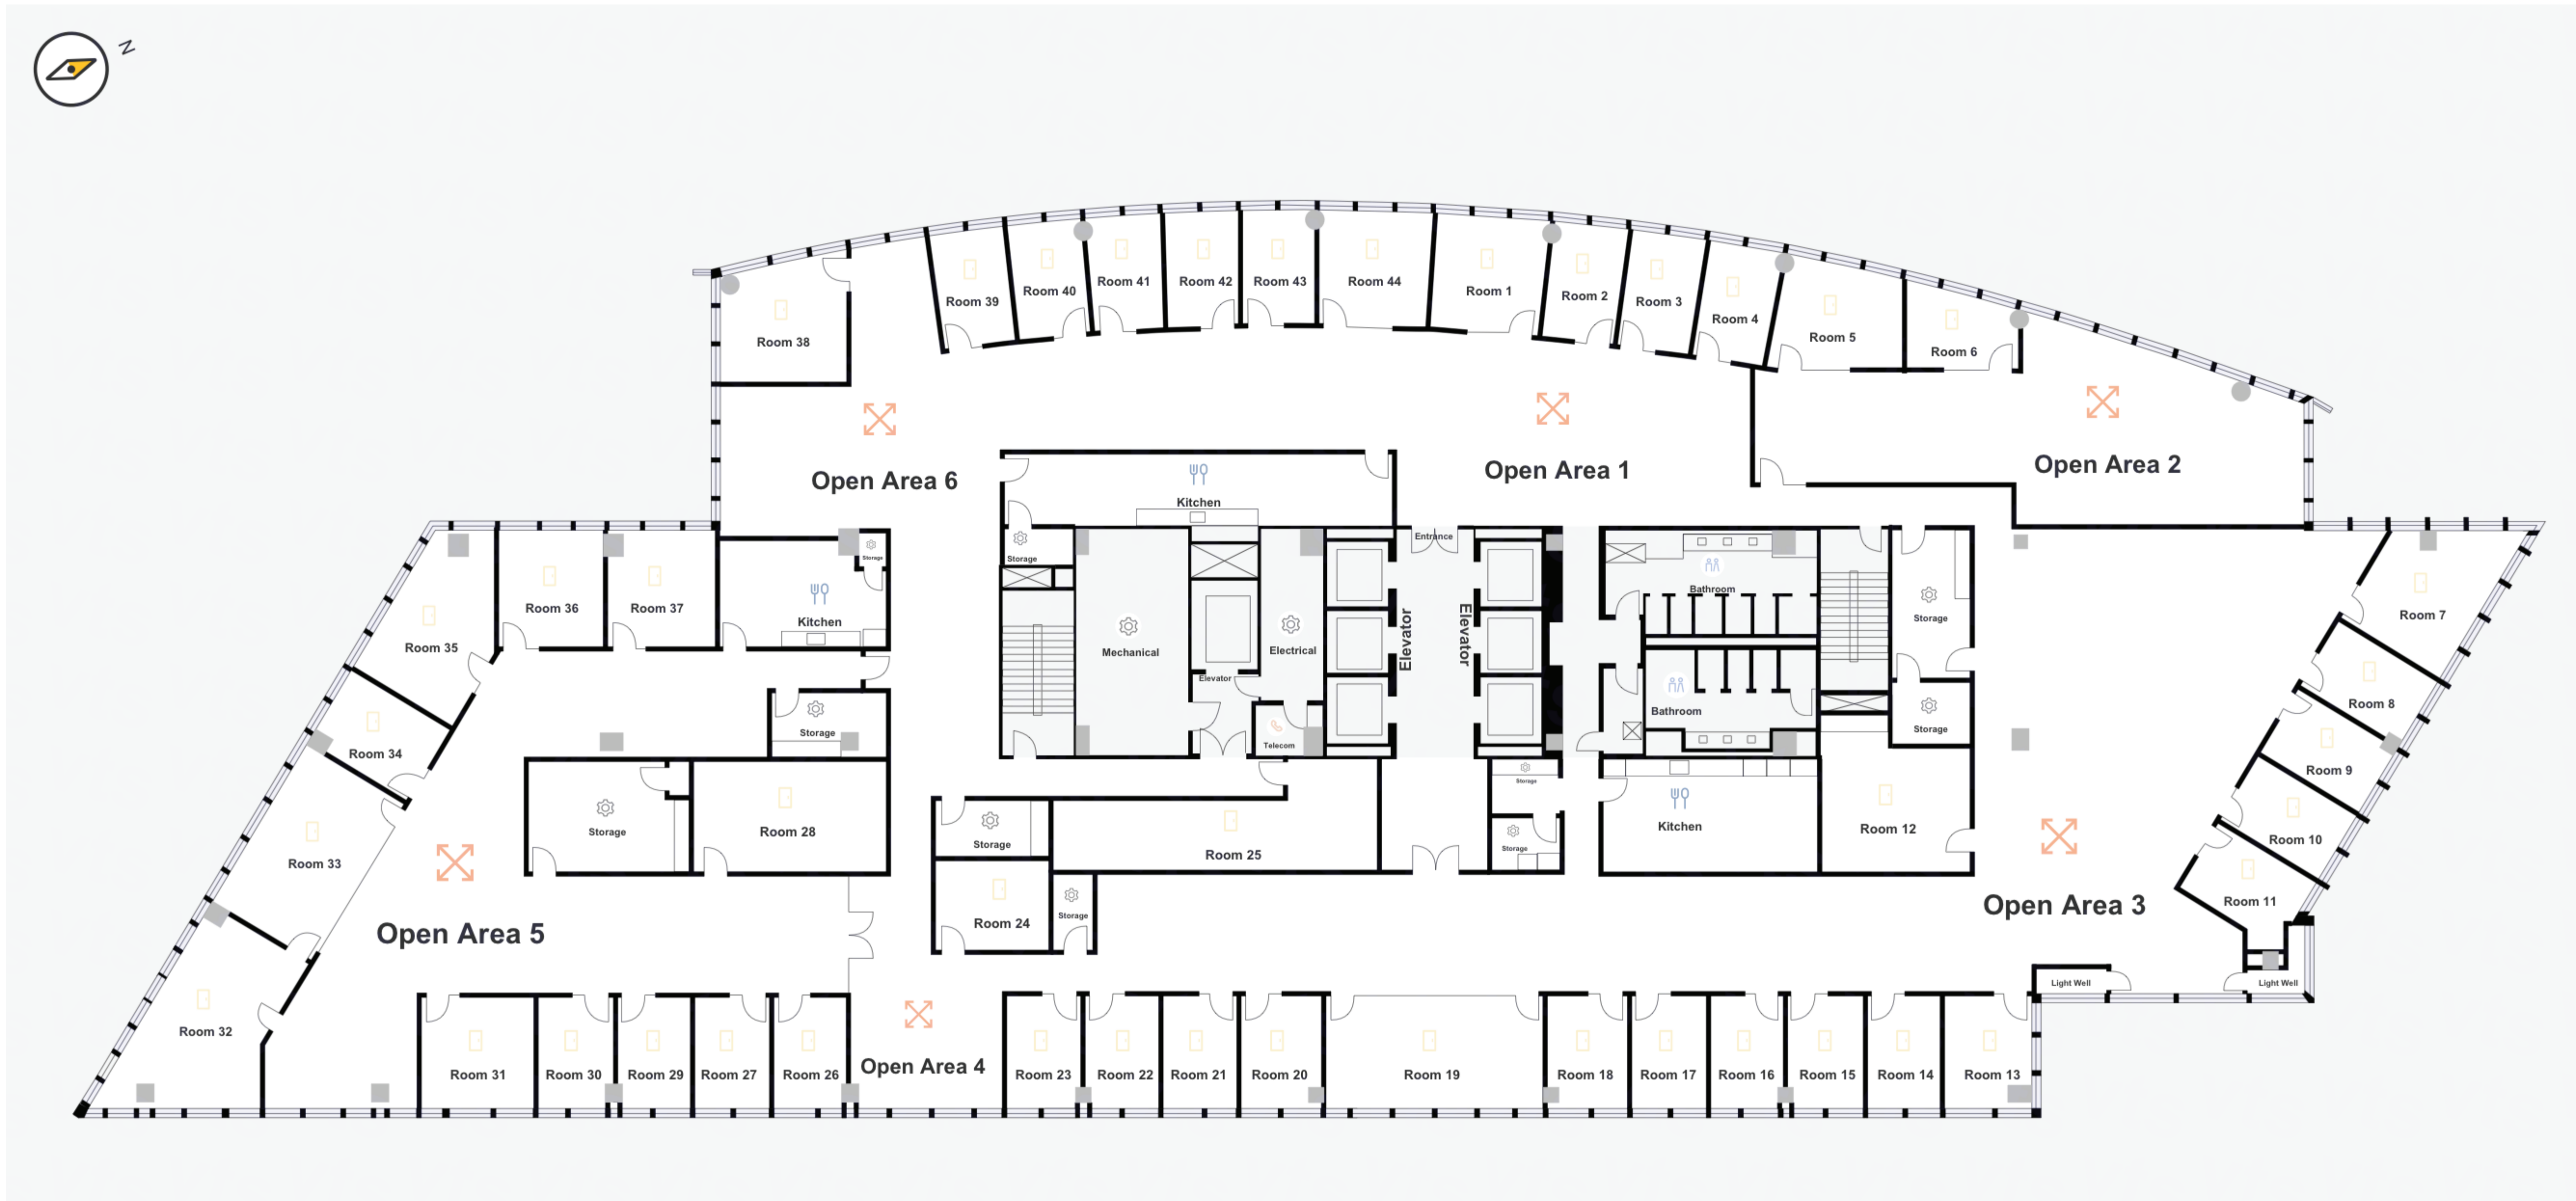 N
Room 38
Room 39
Room 40
Room 41
Room 42
Room 43
Room 44
Room 1
Room 2
Room 3
Room 4
Room 5
Room 6
Open Area 6
Open Area 1
Open Area 2
Kitchen
Storage
Entrance
Room 35
Room 36
Room 37
Kitchen
Storage
Mechanical
Elevator
Electrical
Telecom
Elevator
Elevator
Bathroom
Bathroom
Storage
Storage
Room 7
Room 8
Room 9
Room 10
Room 11
Room 34
Room 33
Room 32
Storage
Storage
Room 28
Storage
Room 25
Room 24
Storage
Storage
Storage
Kitchen
Room 12
Open Area 3
Open Area 5
Light Well
Light Well
Open Area 4
Room 31
Room 30
Room 29
Room 27
Room 26
Room 23
Room 22
Room 21
Room 20
Room 19
Room 18
Room 17
Room 16
Room 15
Room 14
Room 13